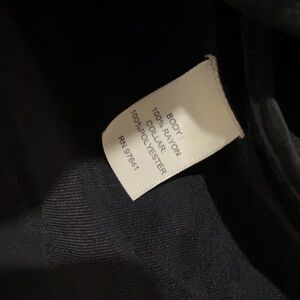 BODY:
100% RAYON
COLLAR:
100%POLYESTER
RN 97641